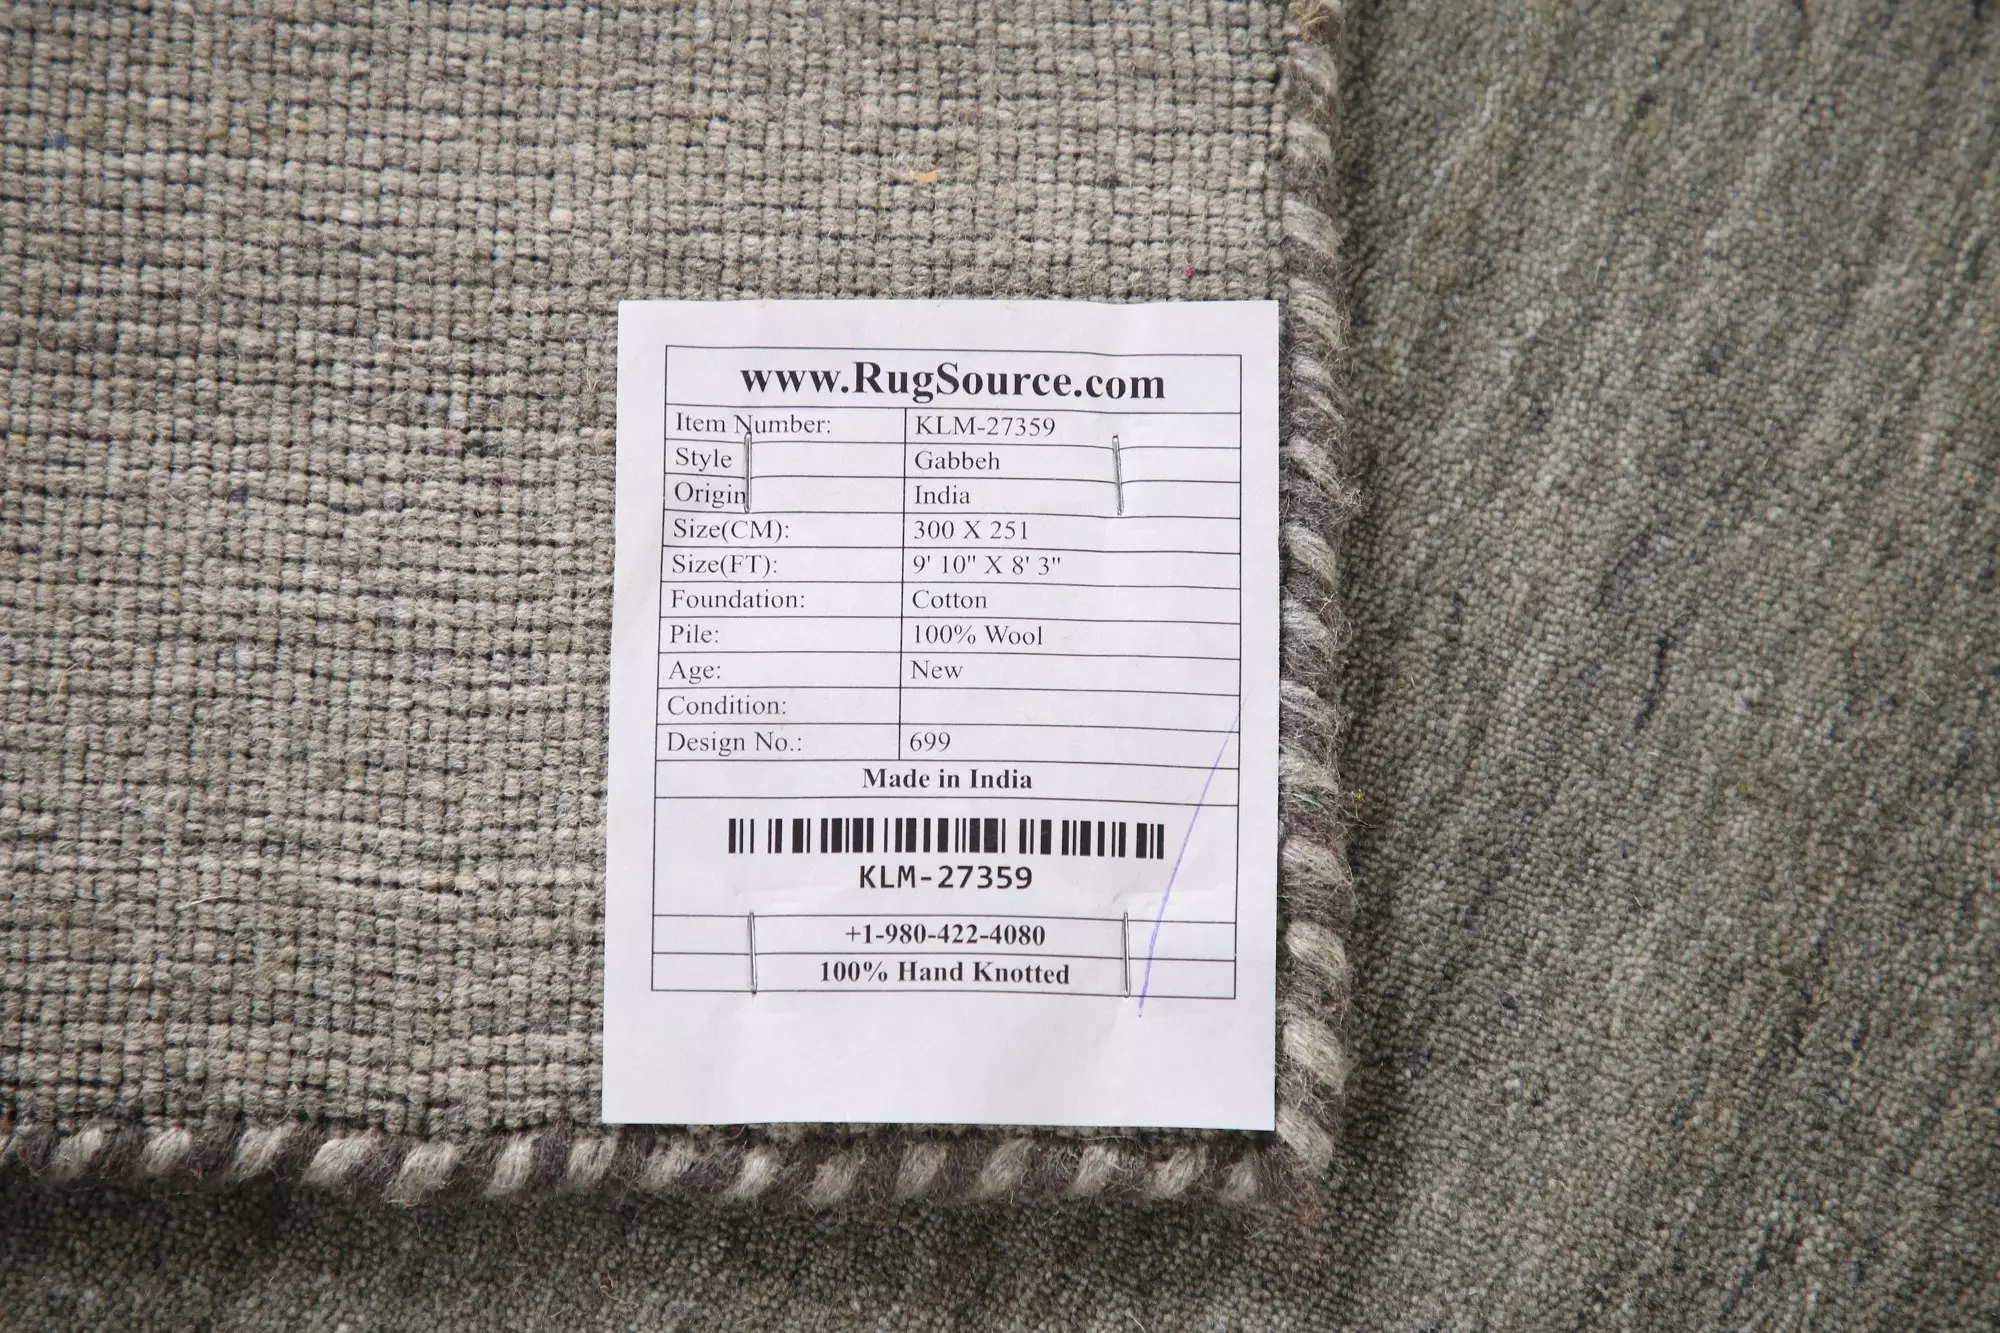 www.RugSource.com
Item Number: KLM-27359
Style Gabbeh
Origin India
Size(CM): 300 X 251
Size(FT): 9' 10" X 8' 3"
Foundation: Cotton
Pile: 100% Wool
Age: New
Condition:
Design No.: 699
Made in India
KLM-27359
+1-980-422-4080
100% Hand Knotted